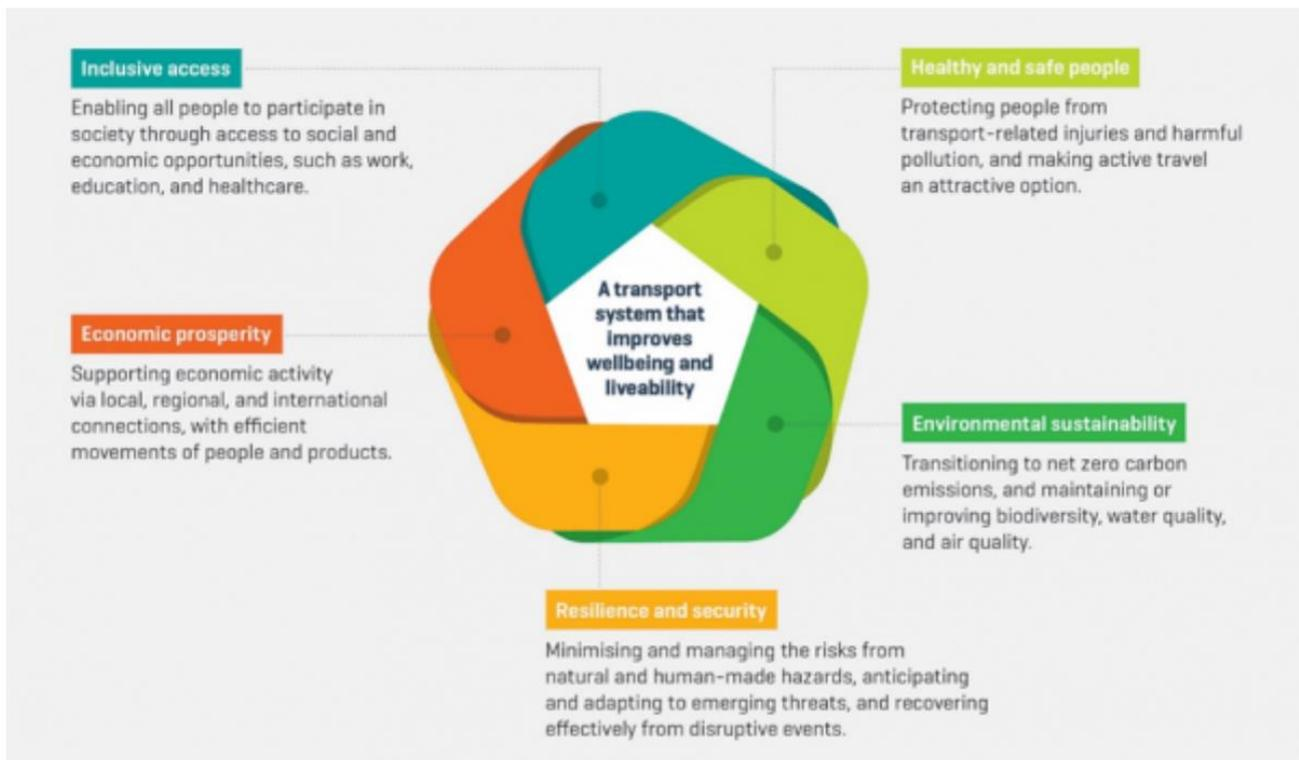 Inclusive access
Enabling all people to participate in
society through access to social and
economic opportunities, such as work,
education, and healthcare.
Healthy and safe people
Protecting people from
transport-related injuries and harmful
pollution, and making active travel
an attractive option.
A transport
system that
improves
wellbeing and
liveability
Economic prosperity
Supporting economic activity
via local, regional, and international
connections, with efficient
movements of people and products.
Environmental sustainability
Transitioning to net zero carbon
emissions, and maintaining or
improving biodiversity, water quality,
and air quality.
Resilience and security
Minimising and managing the risks from
natural and human-made hazards, anticipating
and adapting to emerging threats, and recovering
effectively from disruptive events.